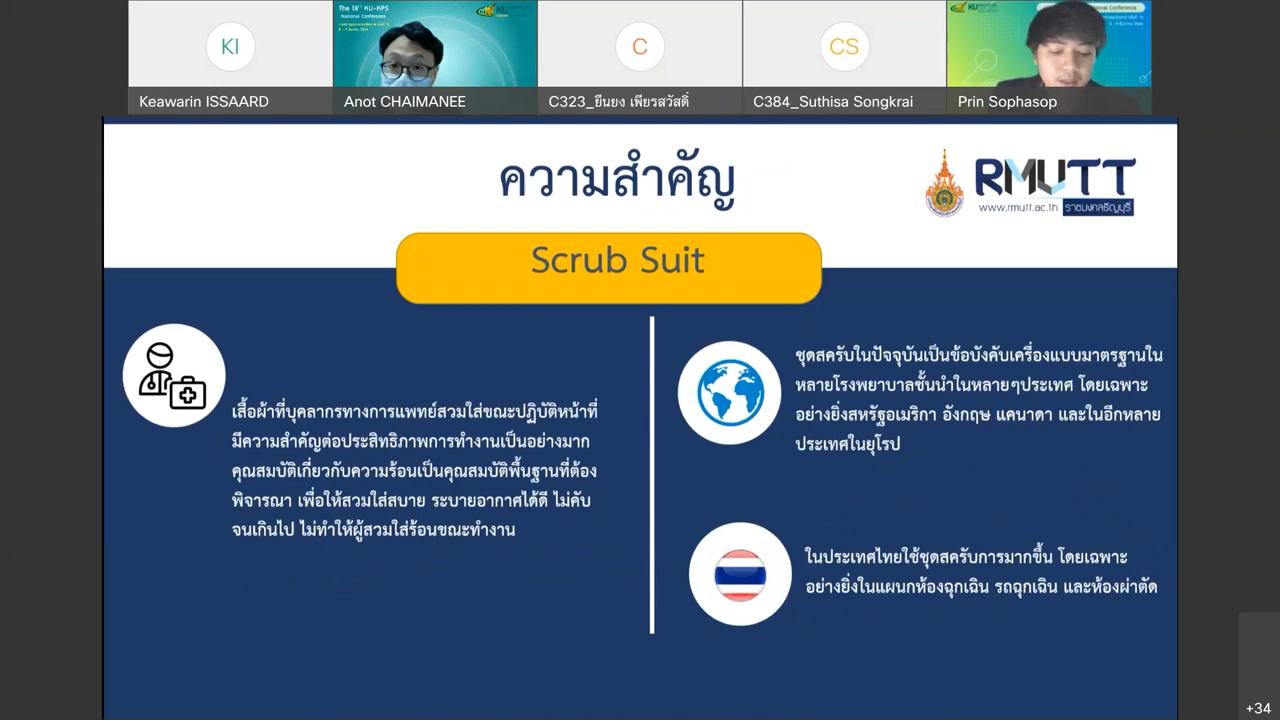 KI
Keawarin ISSAARD
The 18th KU-KPS
National Conference
Anot CHAIMANEE
C
C323_ยืนยง เพียรสวัสดิ์
CS
C384_Suthisa Songkrai
Conference
Prin Sophasop
ความสำคัญ
RMUTT
www.rmutt.ac.th ราชมงคลธัญบุรี
Scrub Suit
เสื้อผ้าที่บุคลากรทางการแพทย์สวมใส่ขณะปฏิบัติหน้าที่
มีความสำคัญต่อประสิทธิภาพการทำงานเป็นอย่างมาก
คุณสมบัติเกี่ยวกับความร้อนเป็นคุณสมบัติพื้นฐานที่ต้อง
พิจารณา เพื่อให้สวมใส่สบาย ระบายอากาศได้ดี ไม่คับ
จนเกินไป ไม่ทำให้ผู้สวมใส่ร้อนขณะทำงาน
ชุดสครับในปัจจุบันเป็นข้อบังคับเครื่องแบบมาตรฐานใน
หลายโรงพยาบาลชั้นนำในหลายๆประเทศ โดยเฉพาะ
อย่างยิ่งสหรัฐอเมริกา อังกฤษ แคนาดา และในอีกหลาย
ประเทศในยุโรป
ในประเทศไทยใช้ชุดสครับการมากขึ้น โดยเฉพาะ
อย่างยิ่งในแผนกห้องฉุกเฉิน รถฉุกเฉิน และห้องผ่าตัด
+34